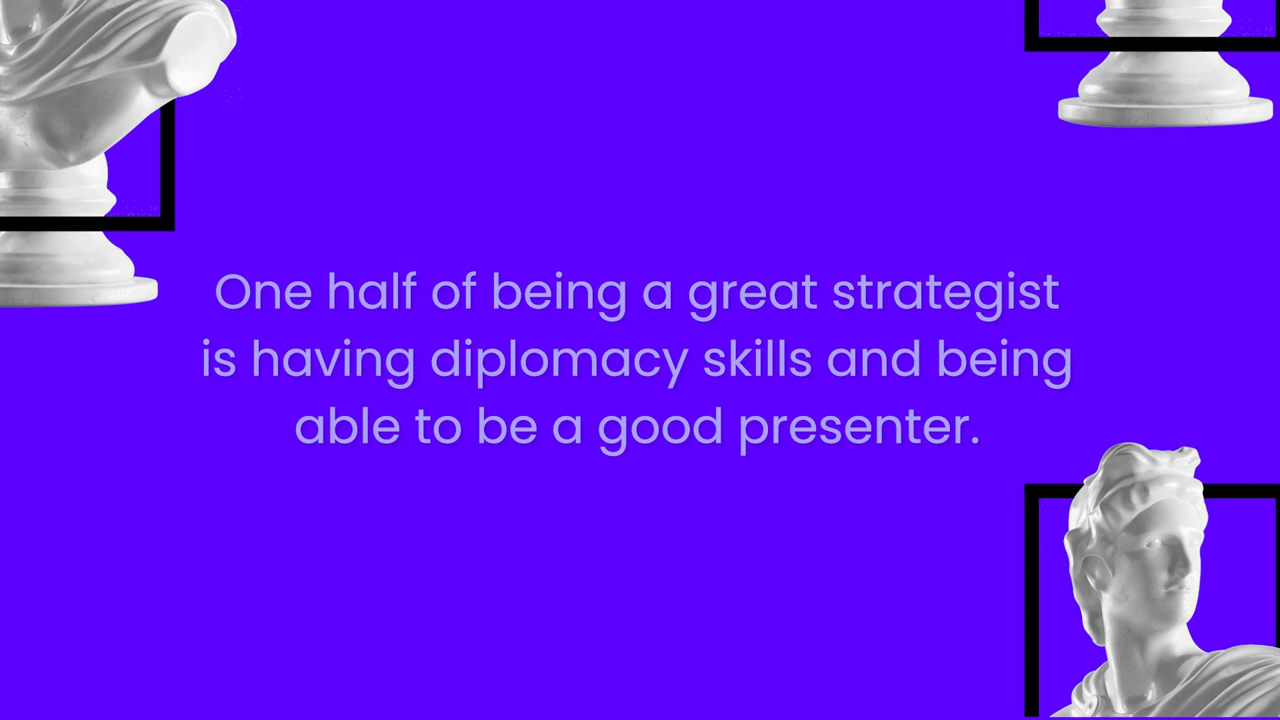 One half of being a great strategist
is having diplomacy skills and being
able to be a good presenter.